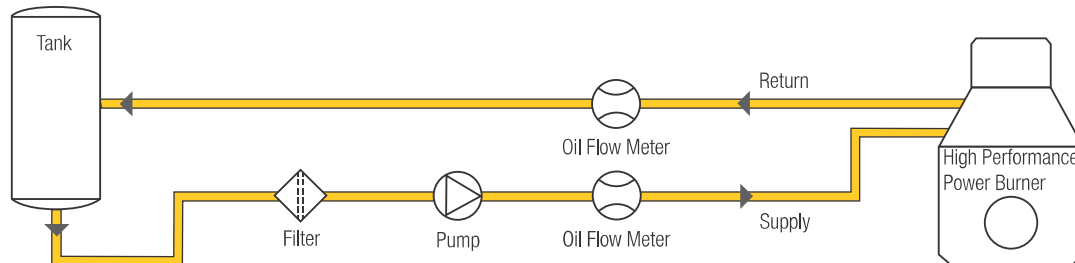 Tank
Return
Oil Flow Meter
High Performance
Power Burner
Filter
Pump
Oil Flow Meter
Supply